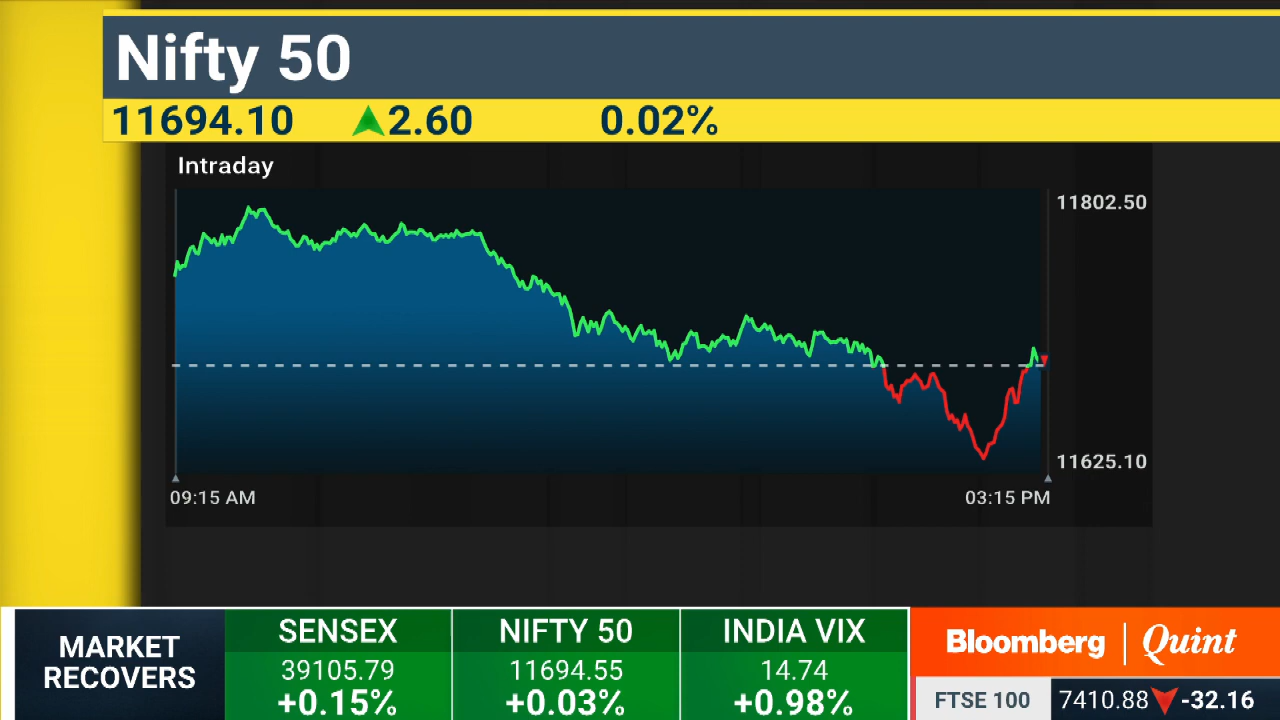 Nifty 50
11694.10 ▲2.60 0.02%
Intraday
11802.50
11625.10
09:15 AM 03:15 PM
MARKET
RECOVERS
SENSEX
39105.79
+0.15%
NIFTY 50
11694.55
+0.03%
INDIA VIX
14.74
+0.98%
Bloomberg | Quint
FTSE 100 7410.88 ▼-32.16